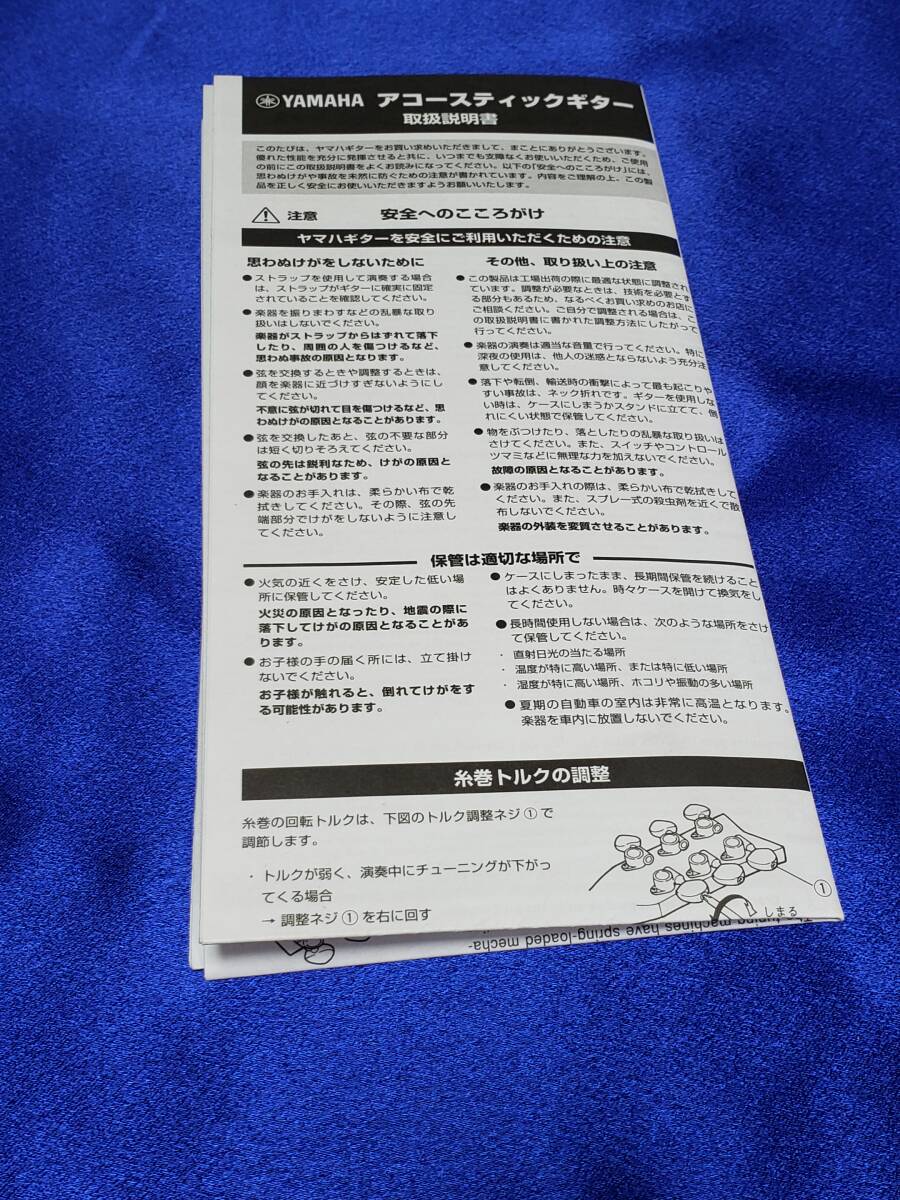 YAMAHA アコースティックギター
取扱説明書
このたびは、ヤマハギターをお買い求めいただきまして、まことにありがとうございます。
優れた性能を充分に発揮させると共に、いつまでも支障なくお使いいただくため、ご使用
の前にこの取扱説明書をよくお読みになってください。以下の「安全へのこころがけ」には、
思わぬけがや事故を未然に防ぐための注意が書かれています。内容をご理解の上、この製
品を正しく安全にお使いいただきますようお願いいたします。
注意 安全へのこころがけ
ヤマハギターを安全にご利用いただくための注意
思わぬけがをしないために
● ストラップを使用して演奏する場合
は、ストラップがギターに確実に固定
されていることを確認してください。
● 楽器を振りまわすなどの乱暴な取り
扱いはしないでください。
楽器がストラップからはずれて落下
したり、周囲の人を傷つけるなど、
思わぬ事故の原因となります。
● 弦を交換するときや調整するときは、
顔を楽器に近づけすぎないようにし
てください。
不意に弦が切れて目を傷つけるなど、思
わぬけがの原因となることがあります。
● 弦を交換したあと、弦の不要な部分
は短く切りそろえてください。
弦の先は鋭利なため、けがの原因と
なることがあります。
● 楽器のお手入れは、柔らかい布で乾
拭きしてください。その際、弦の先
端部分でけがをしないように注意し
てください。
その他、取り扱い上の注意
● この製品は工場出荷の際に最適な状態に調整され
ています。調整が必要なときは、技術を必要とす
る部分もあるため、なるべくお買い求めのお店に
ご相談ください。ご自分で調整される場合は、こ
の取扱説明書に書かれた調整方法にしたがって
行ってください。
● 楽器の演奏は適当な音量で行ってください。特に
深夜の使用は、他人の迷惑とならないよう充分注
意してください。
● 落下や転倒、輸送時の衝撃によって最も起こりや
すい事故は、ネック折れです。ギターを使用しな
い時は、ケースにしまうかスタンドに立てて、倒
れにくい状態で保管してください。
● 物をぶつけたり、落としたりの乱暴な取り扱いは
さけてください。また、スイッチやコントロール
ツマミなどに無理な力を加えないでください。
故障の原因となることがあります。
● 楽器のお手入れの際は、柔らかい布で乾拭きして
ください。また、スプレー式の殺虫剤を近くで散
布しないでください。
楽器の外装を変質させることがあります。
保管は適切な場所で
● 火気の近くをさけ、安定した低い場
所に保管してください。
火災の原因となったり、地震の際に
落下してけがの原因となることがあ
ります。
● お子様の手の届く所には、立て掛け
ないでください。
お子様が触れると、倒れてけがをす
る可能性があります。
● ケースにしまったまま、長期間保管を続けること
はよくありません。時々ケースを開けて換気をし
てください。
● 長時間使用しない場合は、次のような場所をさけ
て保管してください。
・ 直射日光の当たる場所
・ 温度が特に高い場所、または特に低い場所
・ 湿度が特に高い場所、ホコリや振動の多い場所
● 夏期の自動車の室内は非常に高温となります。
楽器を車内に放置しないでください。
糸巻トルクの調整
糸巻の回転トルクは、下図のトルク調整ネジ①で
調節します。
・ トルクが弱く、演奏中にチューニングが下がっ
てくる場合
→ 調整ネジ①を右に回す
①
しまる
machines have spring-loaded mecha-